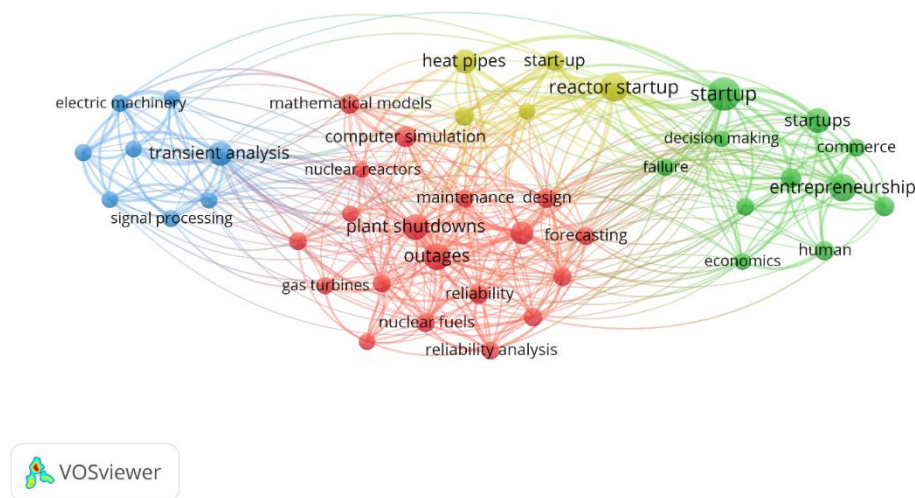 heat pipes
start-up
reactor startup
startup
electric machinery
mathematical models
computer simulation
decision making
startups
commerce
transient analysis
nuclear reactors
failure
entrepreneurship
maintenance
design
signal processing
plant shutdowns
forecasting
outages
economics
human
gas turbines
reliability
nuclear fuels
reliability analysis
VOSviewer